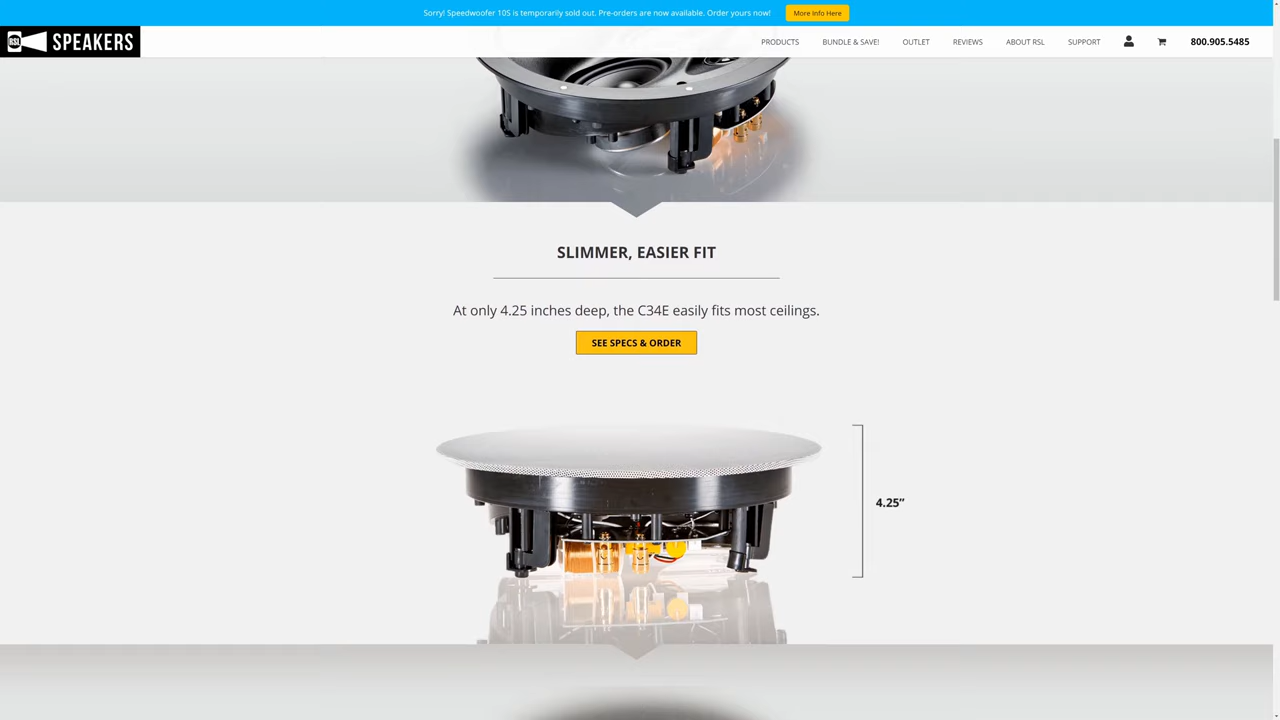 Sorry! Speedwoofer 10S is temporarily sold out. Pre-orders are now available. Order yours now!
More Info Here
RSL SPEAKERS
PRODUCTS
BUNDLE & SAVE!
OUTLET
REVIEWS
ABOUT RSL
SUPPORT
800.905.5485
SLIMMER, EASIER FIT
At only 4.25 inches deep, the C34E easily fits most ceilings.
SEE SPECS & ORDER
4.25”